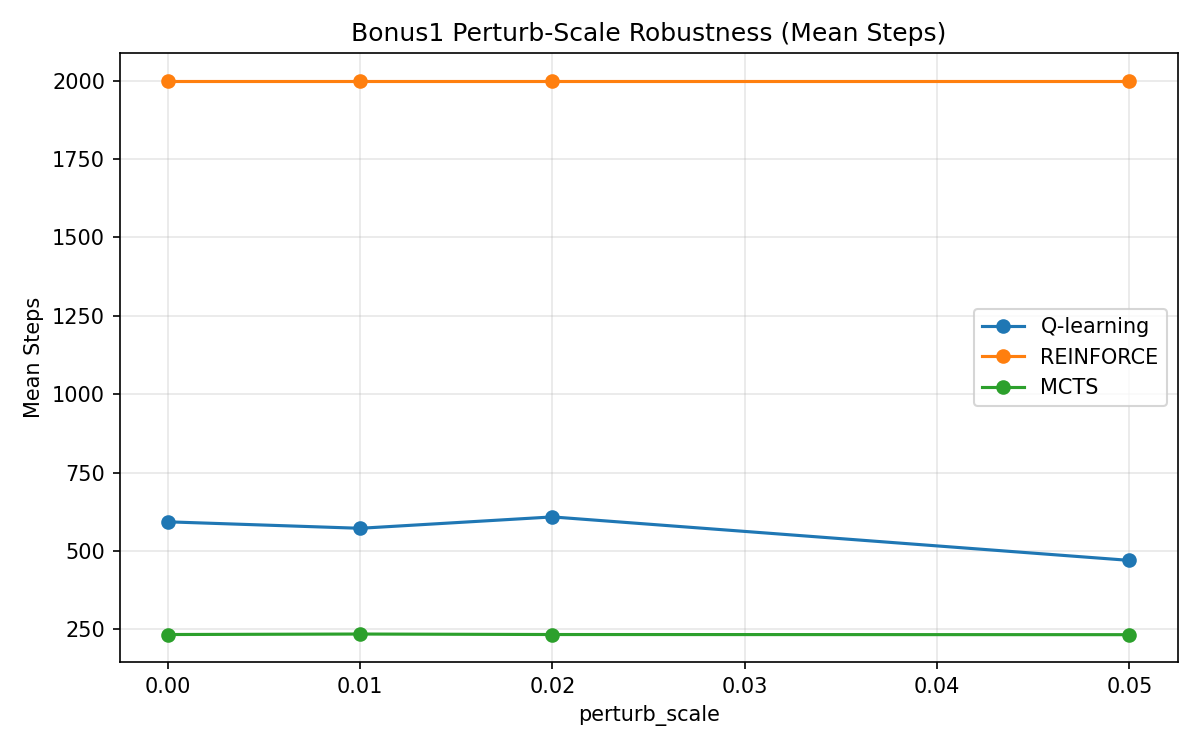 Bonus1 Perturb-Scale Robustness (Mean Steps)
Mean Steps
2000
1750
1500
1250
1000
750
500
250
Q-learning
REINFORCE
MCTS
0.00 0.01 0.02 0.03 0.04 0.05
perturb_scale